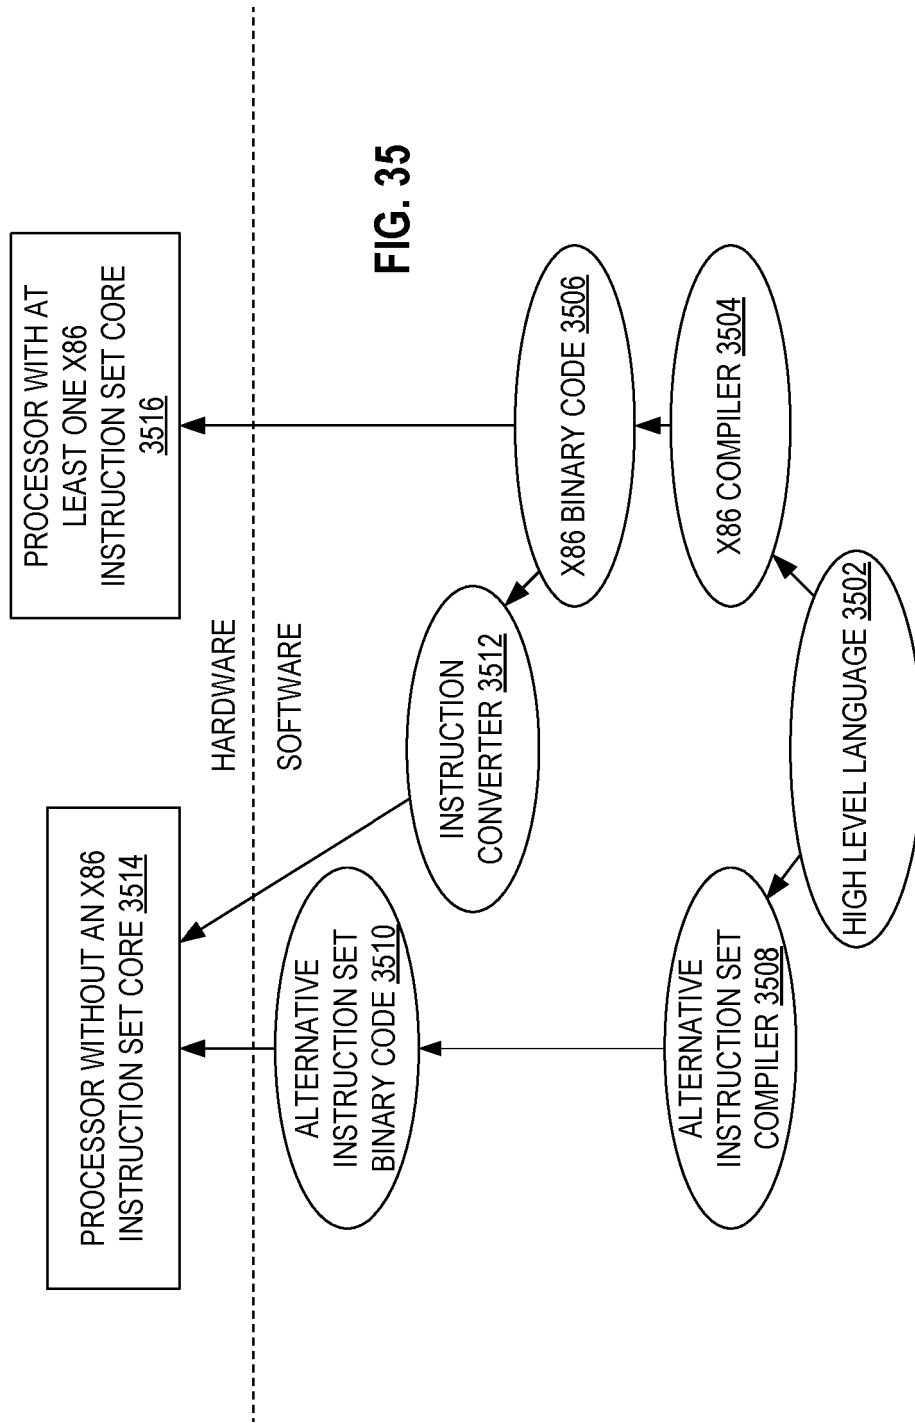 PROCESSOR WITHOUT AN X86
INSTRUCTION SET CORE 3514
PROCESSOR WITH AT
LEAST ONE X86
INSTRUCTION SET CORE
3516
HARDWARE
SOFTWARE
ALTERNATIVE
INSTRUCTION SET
BINARY CODE 3510
FIG. 35
INSTRUCTION
CONVERTER 3512
X86 BINARY CODE 3506
ALTERNATIVE
INSTRUCTION SET
COMPILER 3508
X86 COMPILER 3504
HIGH LEVEL LANGUAGE 3502